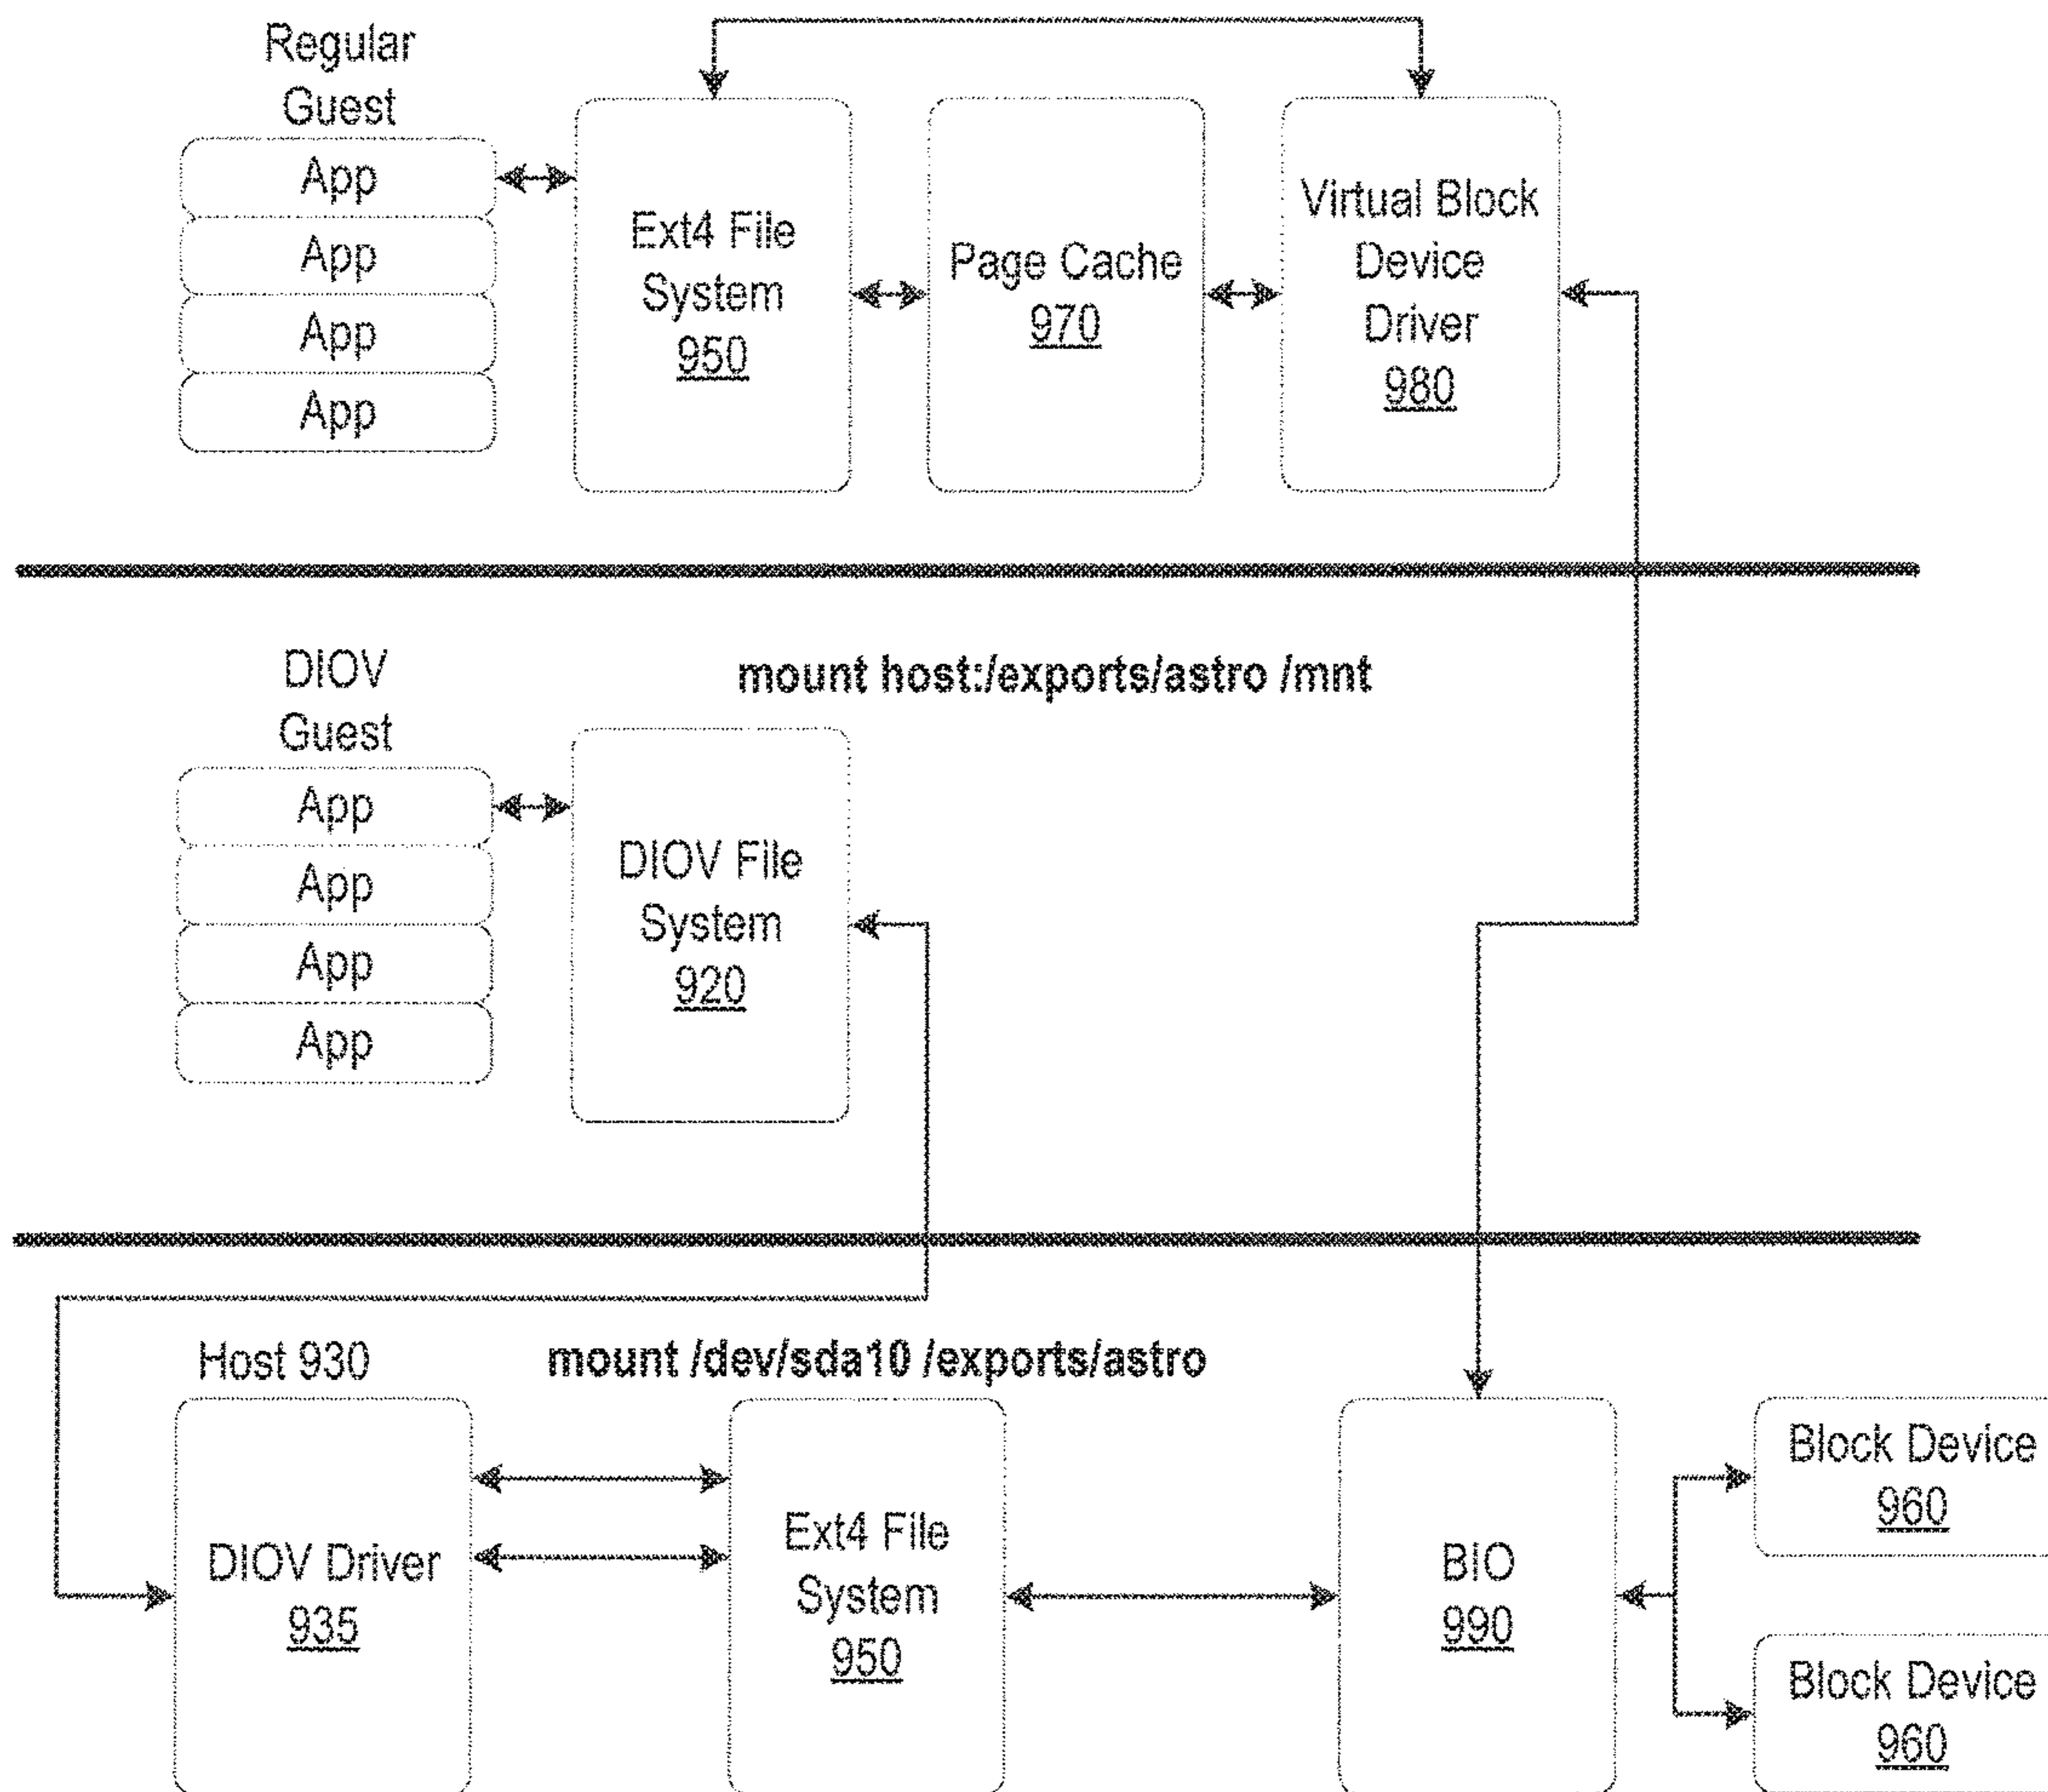 Regular
Guest
App
App
App
App
Ext4 File
System
950
Page Cache
970
Virtual Block
Device
Driver
980
DIOV
Guest
mount host:/exports/astro /mnt
App
App
App
App
DIOV File
System
920
Host 930
mount /dev/sda10 /exports/astro
DIOV Driver
935
Ext4 File
System
950
BIO
990
Block Device
960
Block Device
960